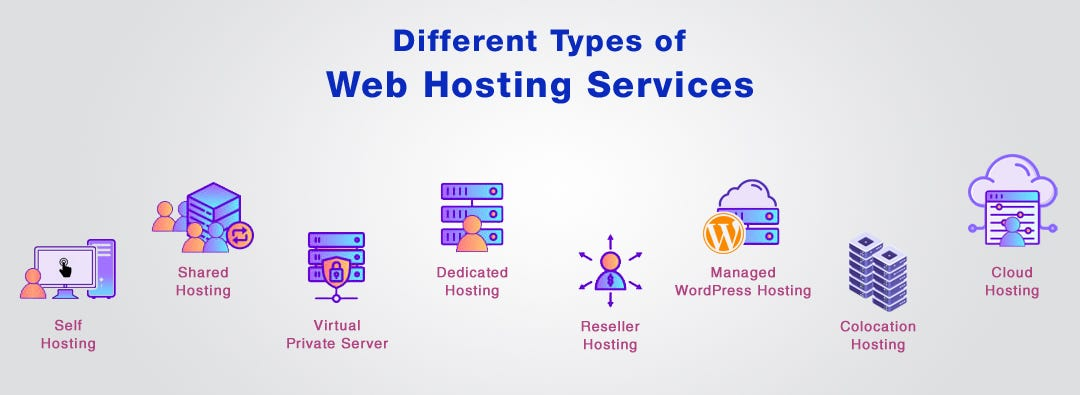 Different Types of
Web Hosting Services
Self
Hosting
Shared
Hosting
Virtual
Private Server
Dedicated
Hosting
Reseller
Hosting
Managed
WordPress Hosting
Colocation
Hosting
Cloud
Hosting